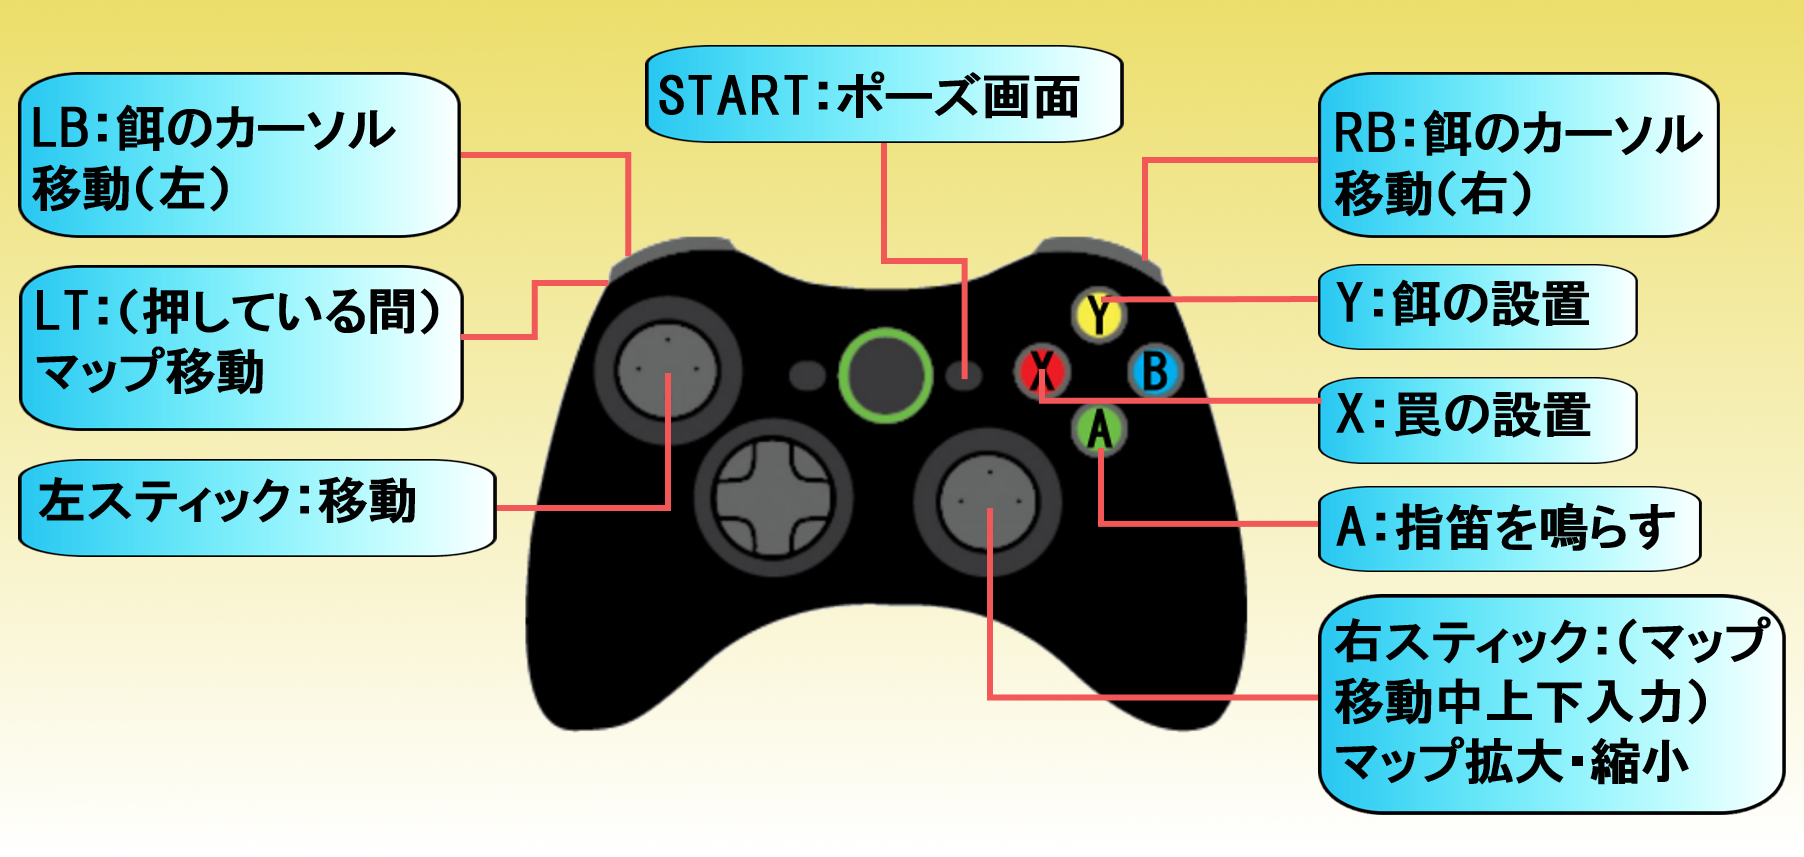 START：ポーズ画面
LB：餌のカーソル
移動（左）
LT：（押している間）
マップ移動
左スティック：移動
RB：餌のカーソル
移動（右）
Y：餌の設置
X：罠の設置
A：指笛を鳴らす
右スティック：（マップ
移動中上下入力）
マップ拡大・縮小
Y
X
B
A